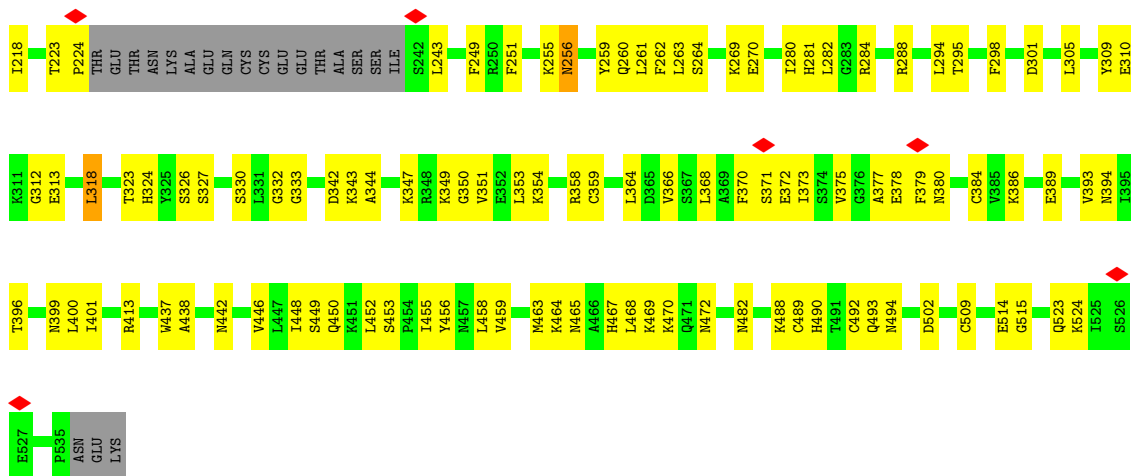 I218 T223 P224 THR GLU THR ASN LYS ALA GLU GLN CYS CYS GLU GLU THR ALA SER SER ILE S242 L243 F249 R250 F251 K255 N256 Y259 Q260 L261 F262 L263 S264 K269 E270 I280 H281 L282 G283 R284 R288 L294 T295 F298 D301 L305 Y309 E310
K311 G312 E313 L318 T323 H324 Y325 S326 S327 S330 L331 G332 G333 D342 K343 A344 K347 R348 K349 G350 V351 E352 L353 K354 R358 C359 L364 D365 V366 S367 L368 A369 F370 S371 E372 I373 S374 V375 G376 A377 E378 F379 N380 C384 V385 K386 E389 V393 N394 I395
T396 N399 L400 I401 R413 W437 A438 N442 V446 L447 I448 S449 Q450 K451 L452 S453 P454 I455 Y456 N457 L458 V459 M463 K464 N465 A466 H467 L468 K469 K470 Q471 N472 N482 K488 C489 H490 T491 C492 Q493 N494 D502 C509 E514 G515 Q523 K524 I525 S526
E527 P535 ASN GLU LYS